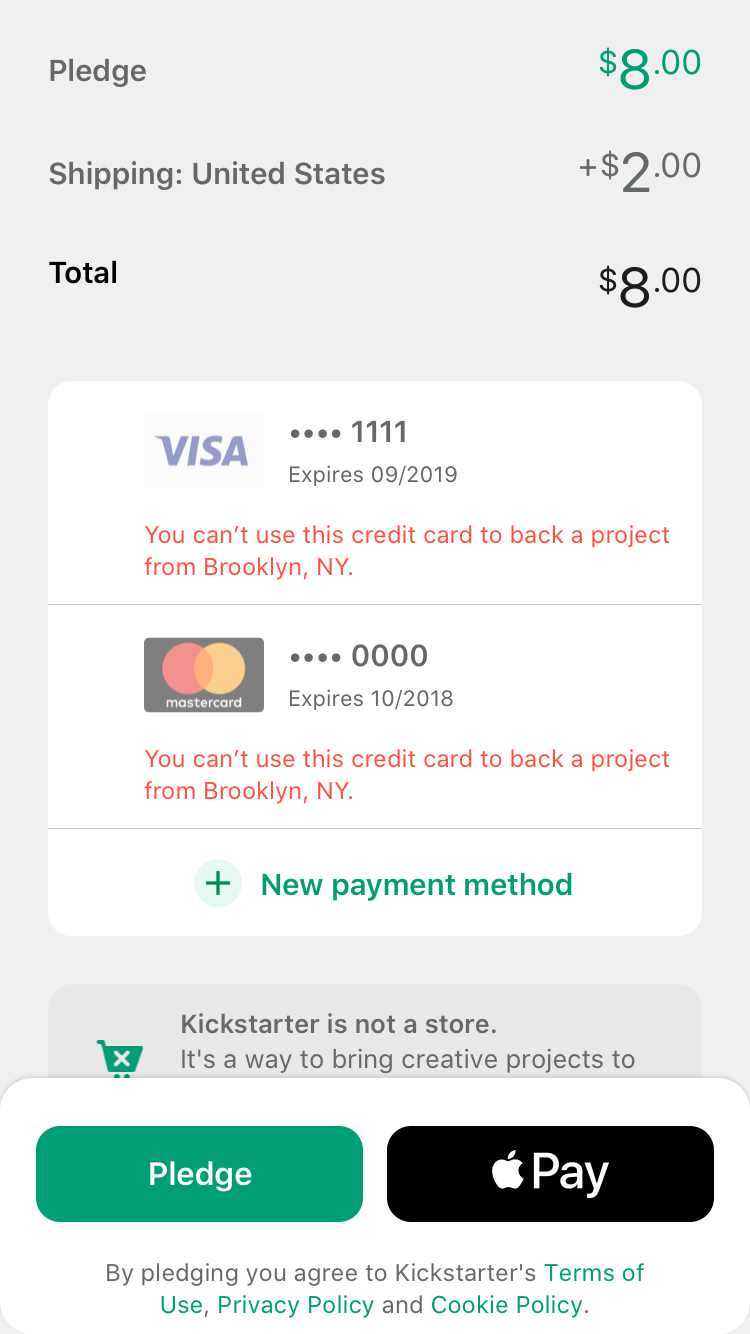 Pledge $8.00
Shipping: United States +$2.00
Total $8.00
VISA •••• 1111
Expires 09/2019
You can’t use this credit card to back a project
from Brooklyn, NY.
•••• 0000
mastercard Expires 10/2018
You can’t use this credit card to back a project
from Brooklyn, NY.
+ New payment method
Kickstarter is not a store.
It's a way to bring creative projects to
Pledge Pay
By pledging you agree to Kickstarter's Terms of
Use, Privacy Policy and Cookie Policy.